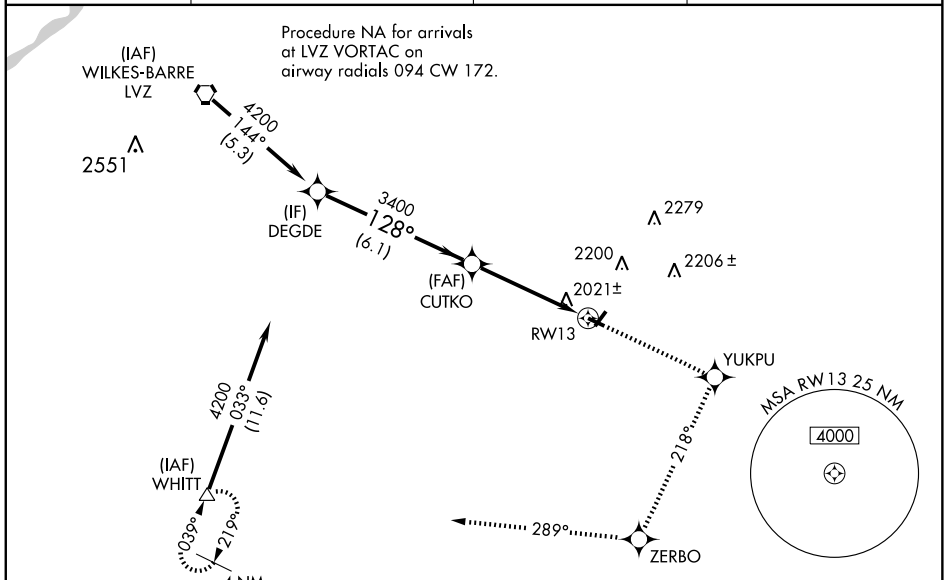 Procedure NA for arrivals
at LVZ VORTAC on
airway radials 094 CW 172.
(IAF)
WILKES-BARRE
LVZ
2551
4200
144°
(5.3)
(IF)
DEGDE
3400
128°
(6.1)
(FAF)
CUTKO
2279
2200
2206 ±
2021±
RW13
YUKPU
218°
ZERBO
289°
4200
033°
(11.6)
(IAF)
WHITT
039°
219°
MSA RW13 25 NM
4000